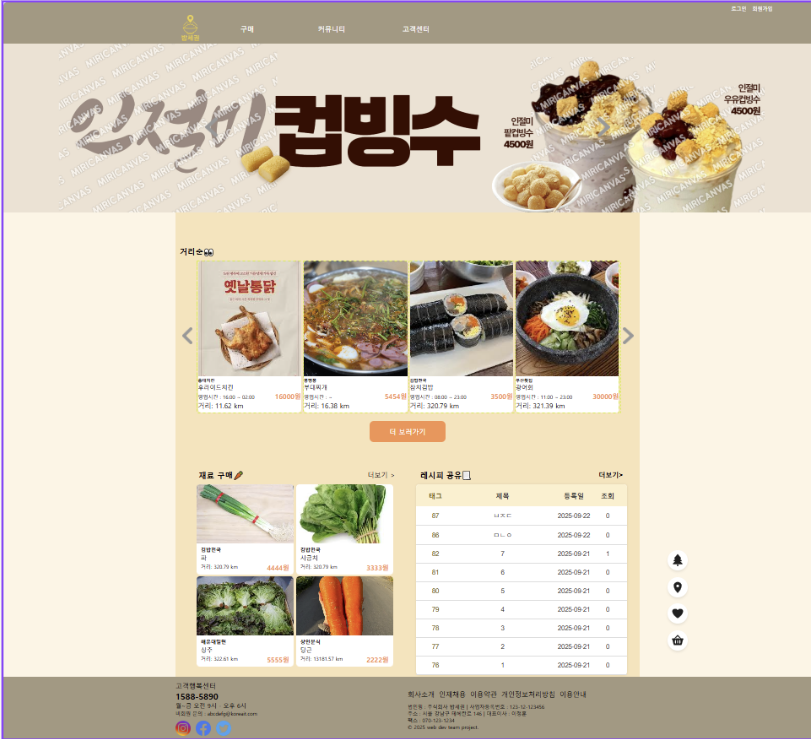 로그인 회원가입
구매 커뮤니티 고객센터
인절미 컵빙수
인절미
팥컵빙수
4500원
인절미
우유컵빙수
4500원
MIRICANVAS
거리순
옛날통닭
후라이드치킨
영업시간 : 16:00 ~ 02:00 16000원
거리: 11.62 km
부대찌개
영업시간 : ~ 5454원
거리: 16.38 km
김밥천국
참치김밥
영업시간 : 06:00 ~ 23:00 3500원
거리: 320.79 km
광어회
영업시간 : 11:00 ~ 23:00 30000원
거리: 321.39 km
더 보러가기
재료 구매 더보기 >
김밥천국
파
거리: 320.79 km 4444원
김밥천국
시금치
거리: 320.79 km 3333원
상추
거리: 322.61 km 5555원
당근
거리: 13181.57 km 2222원
레시피 공유 더보기>
태그 제목 등록일 조회
87 ㅂㅈㄷ 2025-09-22 0
86 ㅁㄴㅇ 2025-09-22 0
82 7 2025-09-21 1
81 6 2025-09-21 0
80 5 2025-09-21 0
79 4 2025-09-21 0
78 3 2025-09-21 0
77 2 2025-09-21 0
76 1 2025-09-21 0
고객행복센터
1588-5890
월~금 오전 9시 오후 6시
회사소개 인재채용 이용약관 개인정보처리방침 이용안내
팩스 : 070-123-1234
© 2025 web dev team project